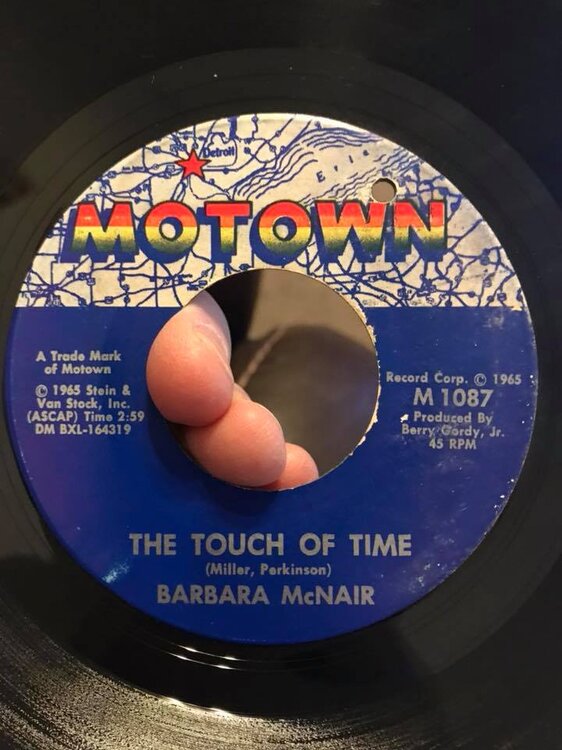 Detroit
Erie
MOTOWN
A Trade Mark
of Motown
© 1965 Stein &
Van Stock, Inc.
(ASCAP) Time 2:59
DM BXL-164319
Record Corp. © 1965
M 1087
Produced By
Berry Gordy, Jr.
45 RPM
THE TOUCH OF TIME
(Miller, Perkinson)
BARBARA McNAIR